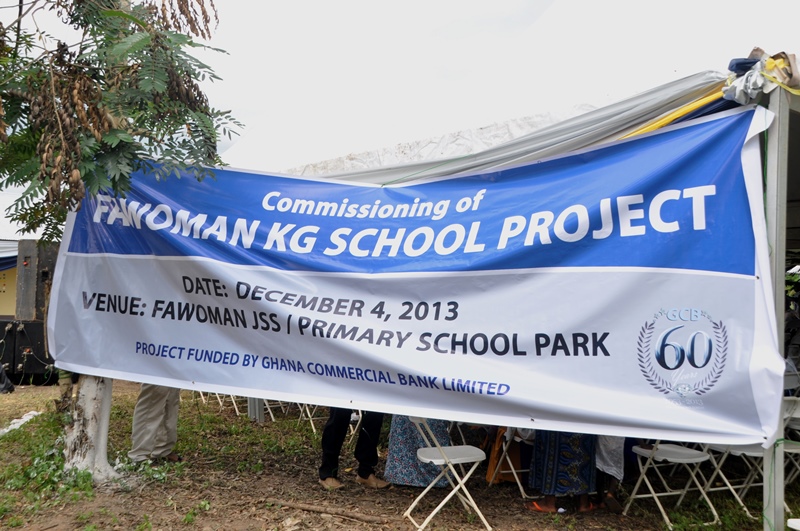 Commissioning of
FAWOMAN KG SCHOOL PROJECT
DATE: DECEMBER 4, 2013
VENUE: FAWOMAN JSS / PRIMARY SCHOOL PARK
PROJECT FUNDED BY GHANA COMMERCIAL BANK LIMITED
GCB
60